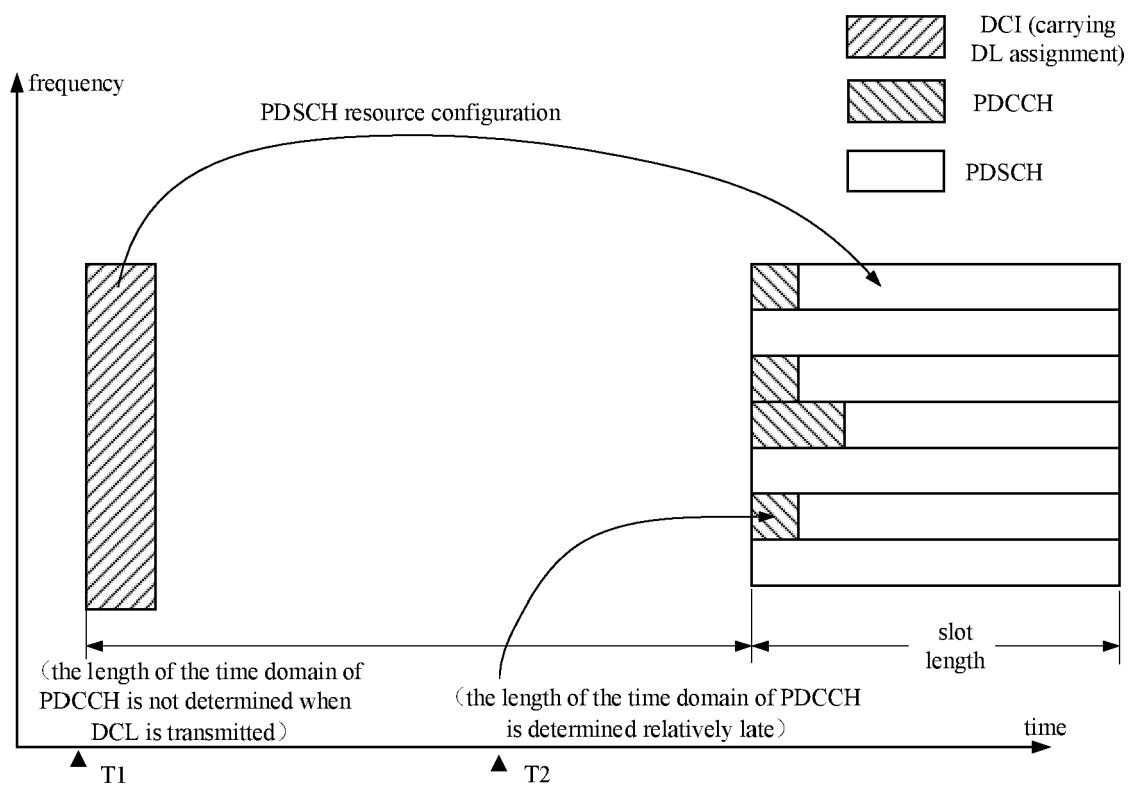 DCI (carrying
DL assignment)
frequency
PDSCH resource configuration
PDCCH
PDSCH
slot
length
(the length of the time domain of
PDCCH is not determined when
DCL is transmitted)
(the length of the time domain of PDCCH
is determined relatively late)
time
T1
T2